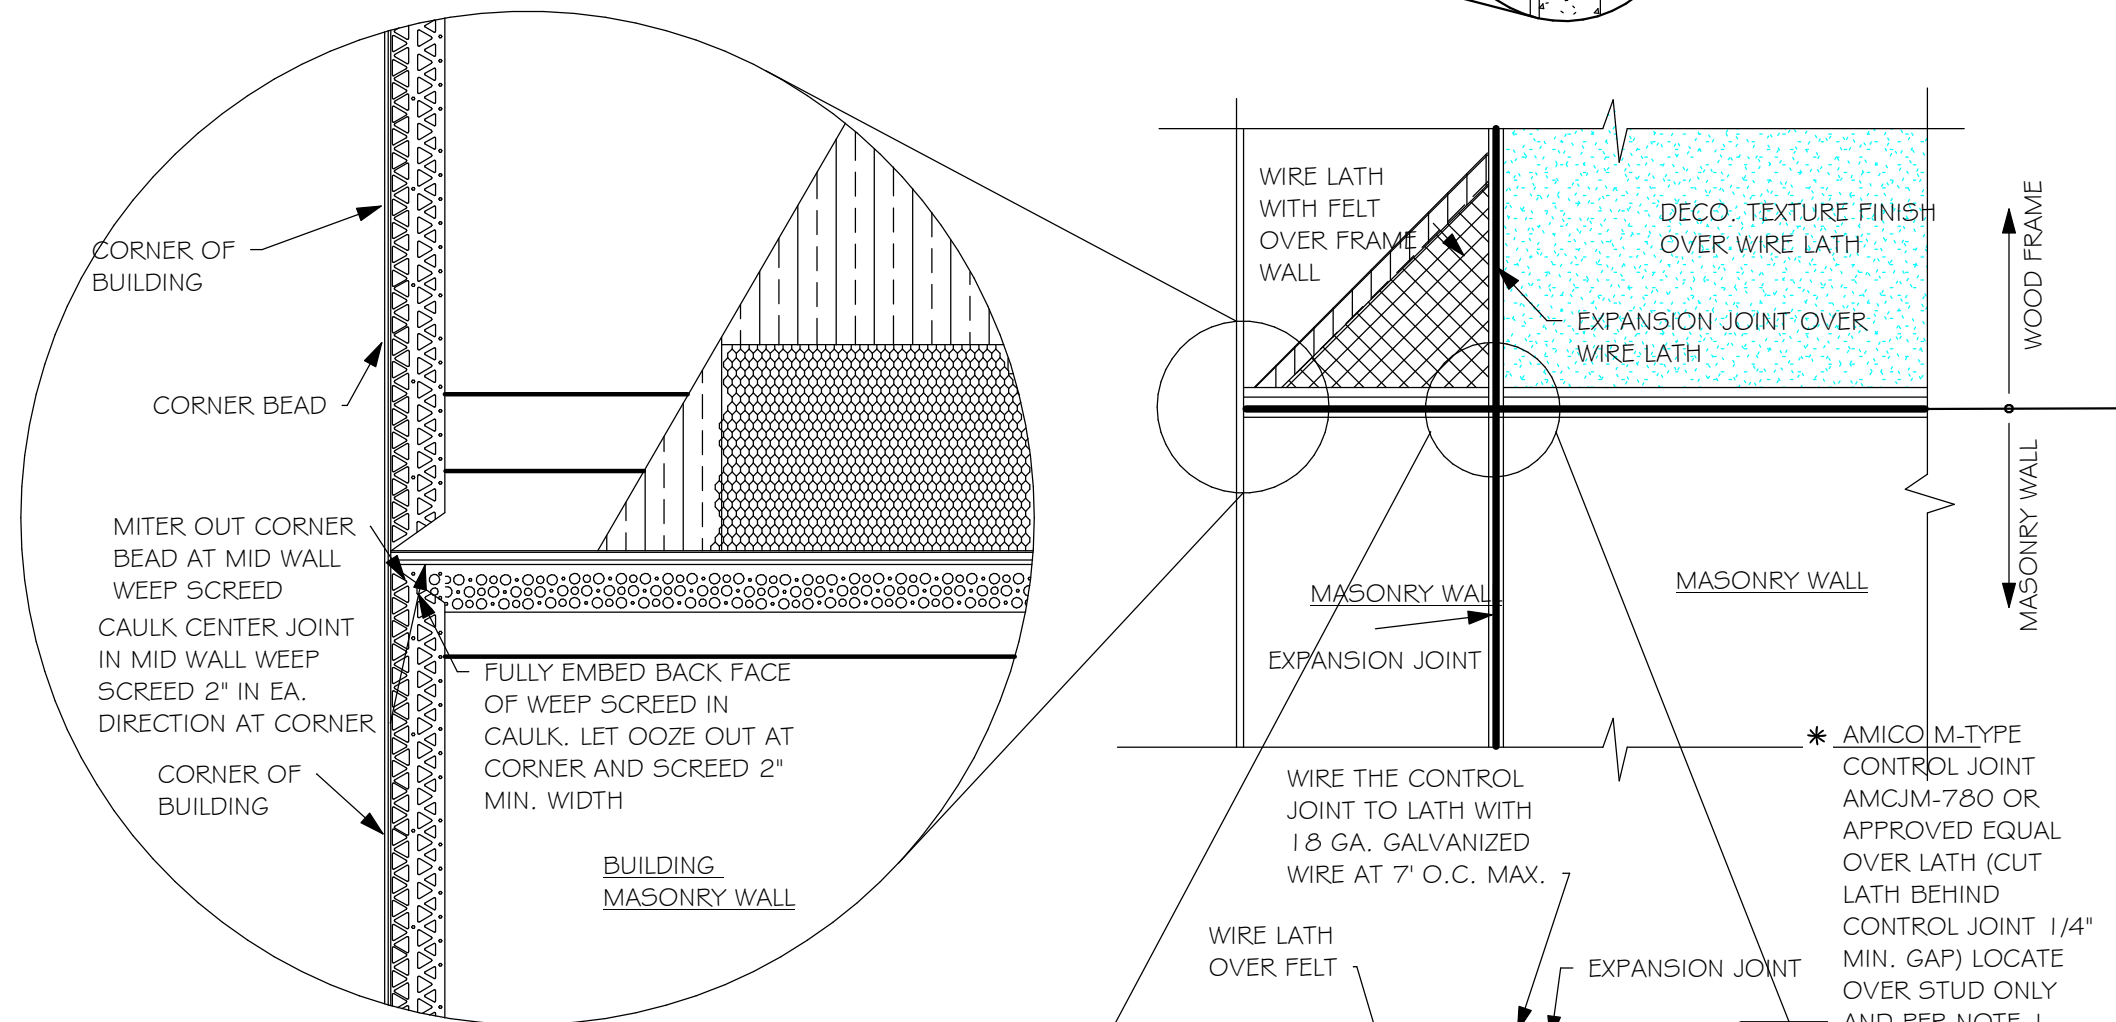 CORNER OF
BUILDING
CORNER BEAD
MITER OUT CORNER
BEAD AT MID WALL
WEEP SCREED
CAULK CENTER JOINT
IN MID WALL WEEP
SCREED 2" IN EA.
DIRECTION AT CORNER
CORNER OF
BUILDING
FULLY EMBED BACK FACE
OF WEEP SCREED IN
CAULK. LET OOZE OUT AT
CORNER AND SCREED 2"
MIN. WIDTH
BUILDING
MASONRY WALL
WIRE LATH
WITH FELT
OVER FRAME
WALL
DECO. TEXTURE FINISH
OVER WIRE LATH
EXPANSION JOINT OVER
WIRE LATH
WOOD FRAME
MASONRY WALL
MASONRY WALL
EXPANSION JOINT
MASONRY WALL
WIRE THE CONTROL
JOINT TO LATH WITH
18 GA. GALVANIZED
WIRE AT 7' O.C. MAX.
WIRE LATH
OVER FELT
EXPANSION JOINT
* AMICO M-TYPE
CONTROL JOINT
AMCJM-780 OR
APPROVED EQUAL
OVER LATH (CUT
LATH BEHIND
CONTROL JOINT 1/4"
MIN. GAP) LOCATE
OVER STUD ONLY
AND PER NOTE 1